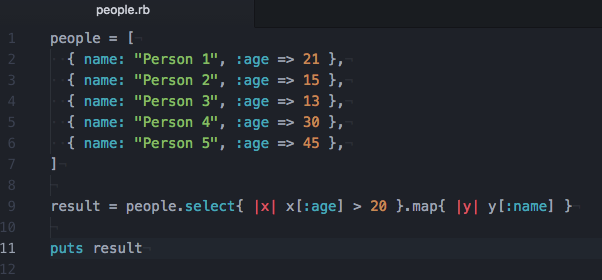 people.rb
1 people = [
2   { name: "Person 1", :age => 21 },
3   { name: "Person 2", :age => 15 },
4   { name: "Person 3", :age => 13 },
5   { name: "Person 4", :age => 30 },
6   { name: "Person 5", :age => 45 },
7 ]
8
9 result = people.select{ |x| x[:age] > 20 }.map{ |y| y[:name] }
10
11 puts result
12